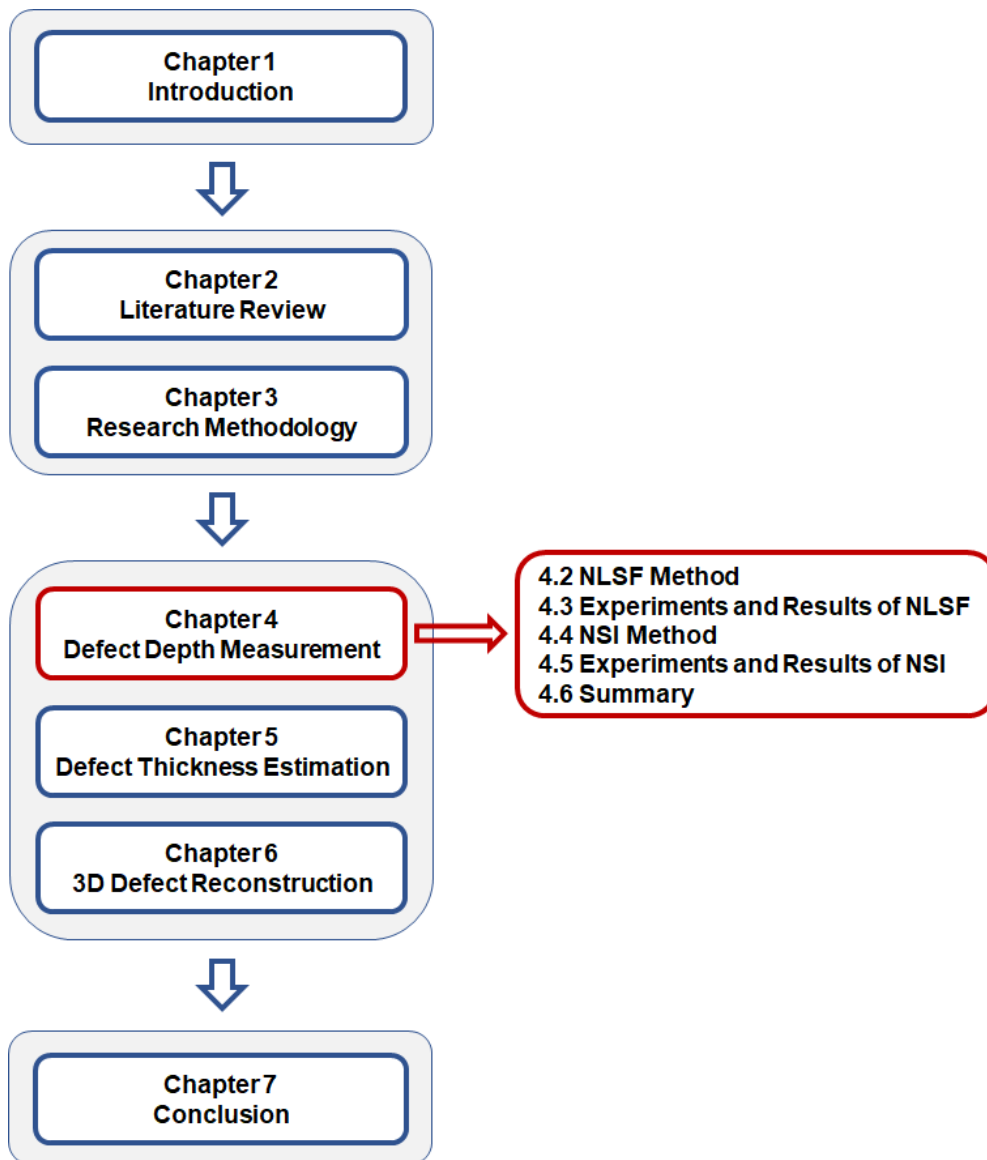 Chapter 1
Introduction
Chapter 2
Literature Review
Chapter 3
Research Methodology
Chapter 4
Defect Depth Measurement
4.2 NLSF Method
4.3 Experiments and Results of NLSF
4.4 NSI Method
4.5 Experiments and Results of NSI
4.6 Summary
Chapter 5
Defect Thickness Estimation
Chapter 6
3D Defect Reconstruction
Chapter 7
Conclusion